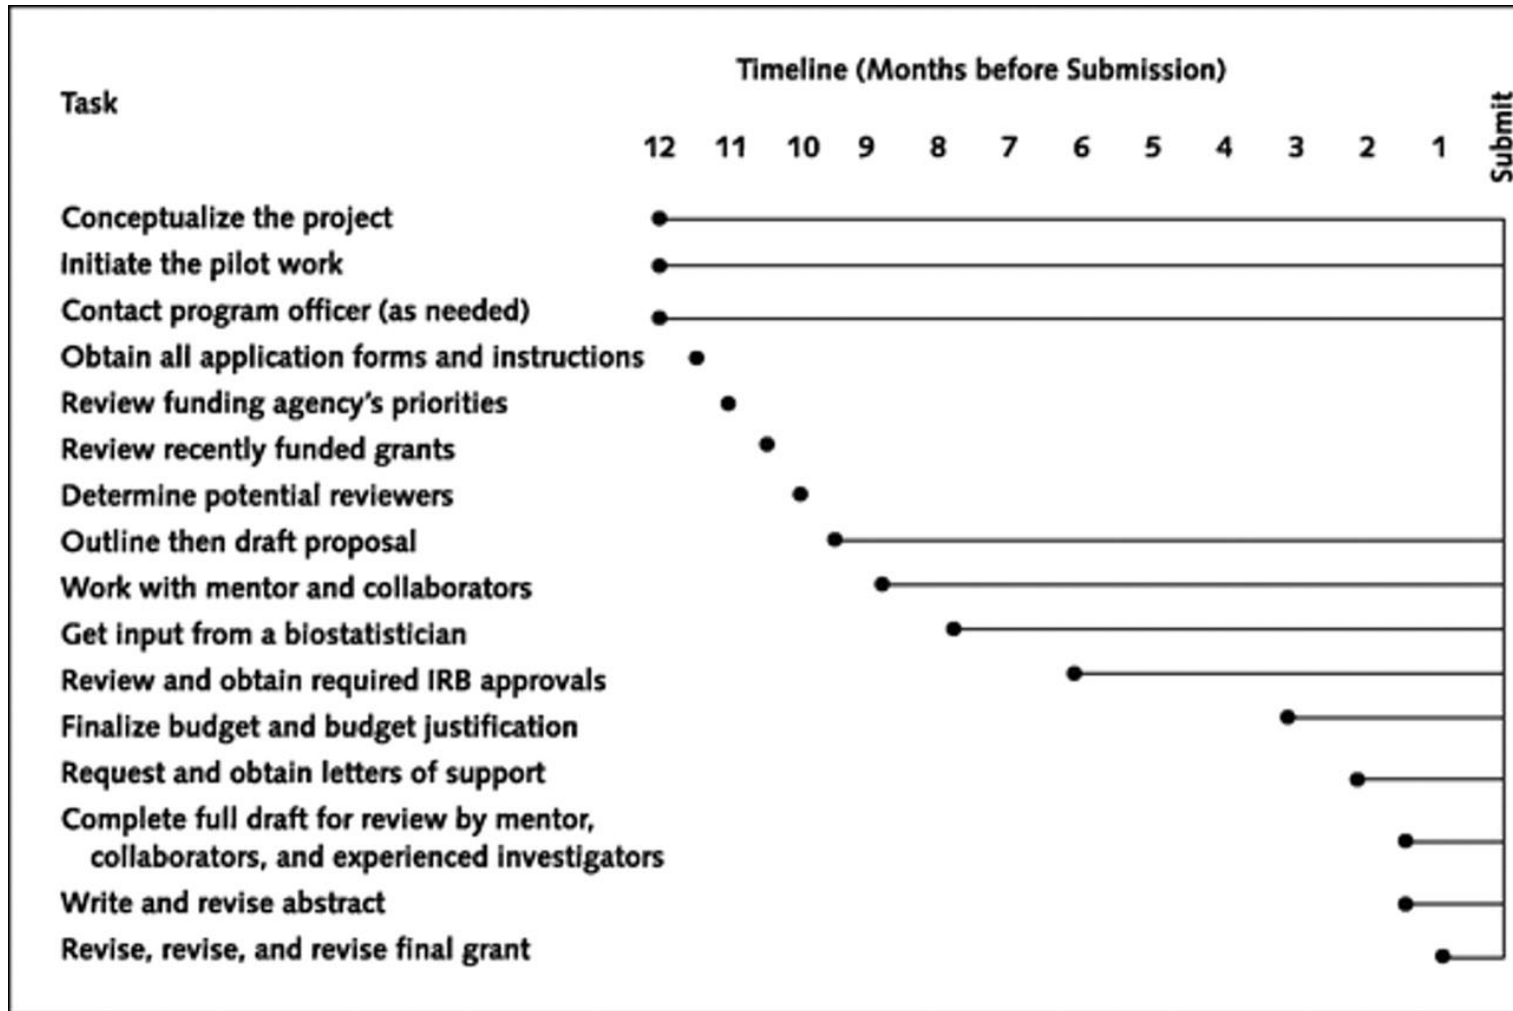 Timeline (Months before Submission)
Task
12 11 10 9 8 7 6 5 4 3 2 1 Submit
Conceptualize the project
Initiate the pilot work
Contact program officer (as needed)
Obtain all application forms and instructions
Review funding agency's priorities
Review recently funded grants
Determine potential reviewers
Outline then draft proposal
Work with mentor and collaborators
Get input from a biostatistician
Review and obtain required IRB approvals
Finalize budget and budget justification
Request and obtain letters of support
Complete full draft for review by mentor,
collaborators, and experienced investigators
Write and revise abstract
Revise, revise, and revise final grant